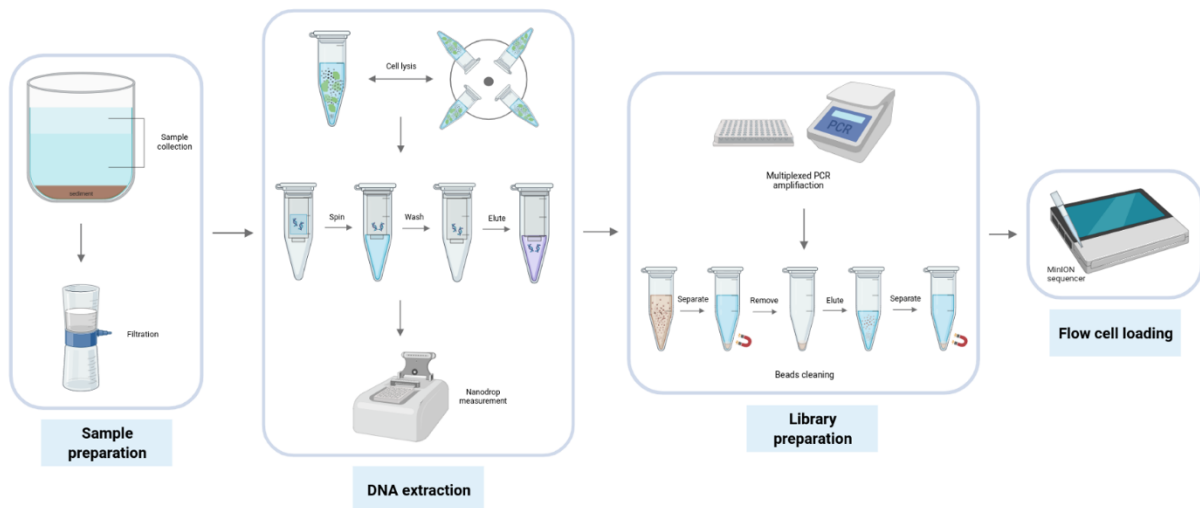 Sample
collection
sediment
Filtration
Sample
preparation
Cell lysis
Spin
Wash
Elute
Nanodrop
measurement
DNA extraction
PCR
Multiplexed PCR
amplifiaction
Separate
Remove
Elute
Separate
Beads cleaning
Library
preparation
MinION
sequencer
Flow cell loading